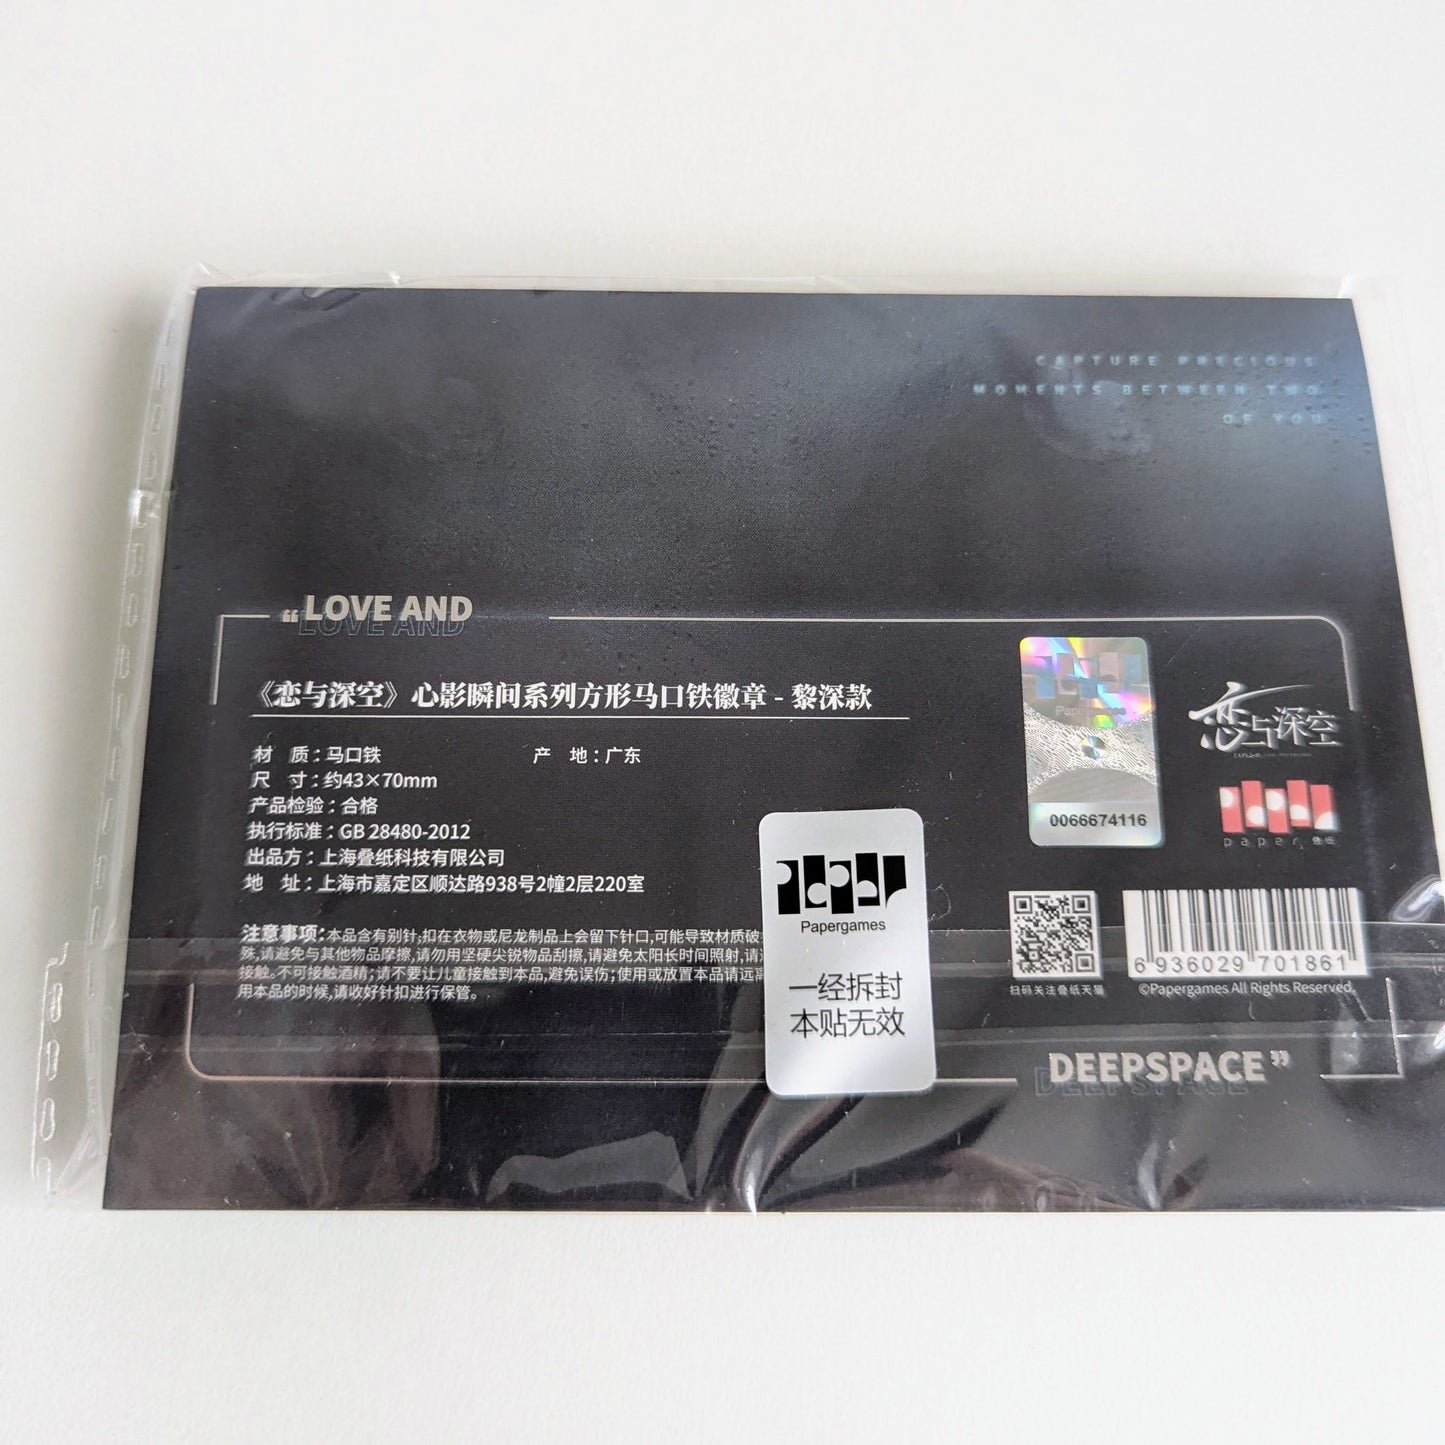 CAPTURE PRECIOUS
MOMENTS BETWEEN TWO
OF YOU
“ LOVE AND
《恋与深空》心影瞬间系列方形马口铁徽章 - 黎深款
材 质：马口铁 产 地：广东
尺 寸：约43×70mm
产品检验：合格
执行标准：GB 28480-2012
出品方：上海叠纸科技有限公司
地 址：上海市嘉定区顺达路938号2幢2层220室
注意事项：本品含有别针，扣在衣物或尼龙制品上会留下针口，可能导致材质破
殊，请避免与其他物品摩擦，请勿用坚硬尖锐物品刮擦，请避免太阳长时间照射，请
接触。不可接触酒精；请不要让儿童接触到本品，避免误伤；使用或放置本品请远离
用本品的时候，请收好针扣进行保管。
Papergames
一经拆封
本贴无效
Papergames
0066674116
恋与深空
paper 叠纸
扫码关注叠纸天猫
6 936029 701861
©Papergames All Rights Reserved.
DEEPSPACE ”